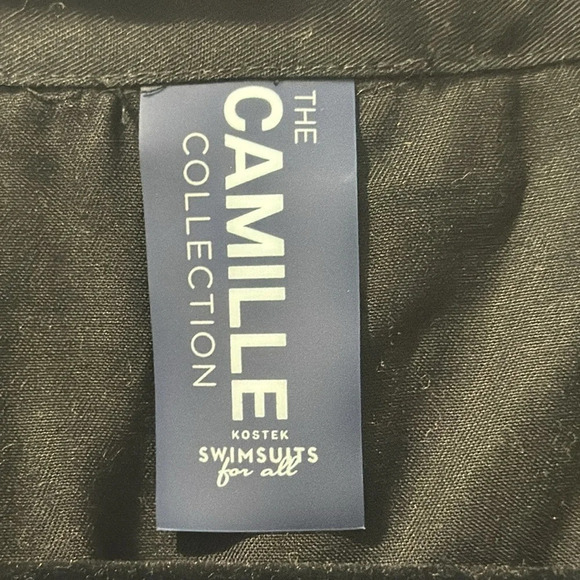 THE
CAMILLE
COLLECTION
KOSTEK
SWIMSUITS
for all